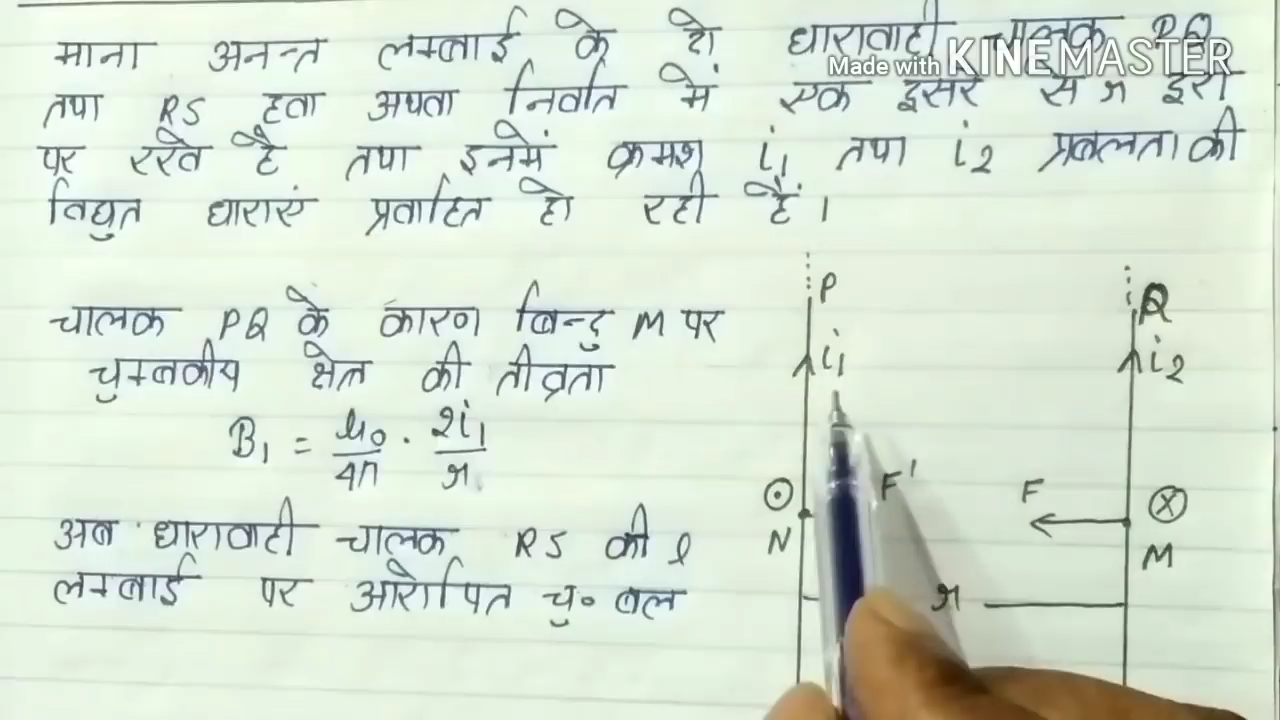 माना अनन्त लम्बाई के दो धारावाही चालक PQ
Made with KINEMASTER
तथा RS हवा अथवा निर्वात में एक दूसरे से r दूरी
पर रखे है तथा इनमें क्रमश i1 तथा i2 प्रबलता की
विद्युत धाराएं प्रवाहित हो रही हैं।
चालक PQ के कारण बिन्दु M पर
चुम्बकीय क्षेत्र की तीव्रता
B1 = μ0/4π . 2i1/r
अब धारावाही चालक RS की l
लम्बाई पर आरोपित चु० बल
P
Q
i1
i2
F'
F
N
M
r